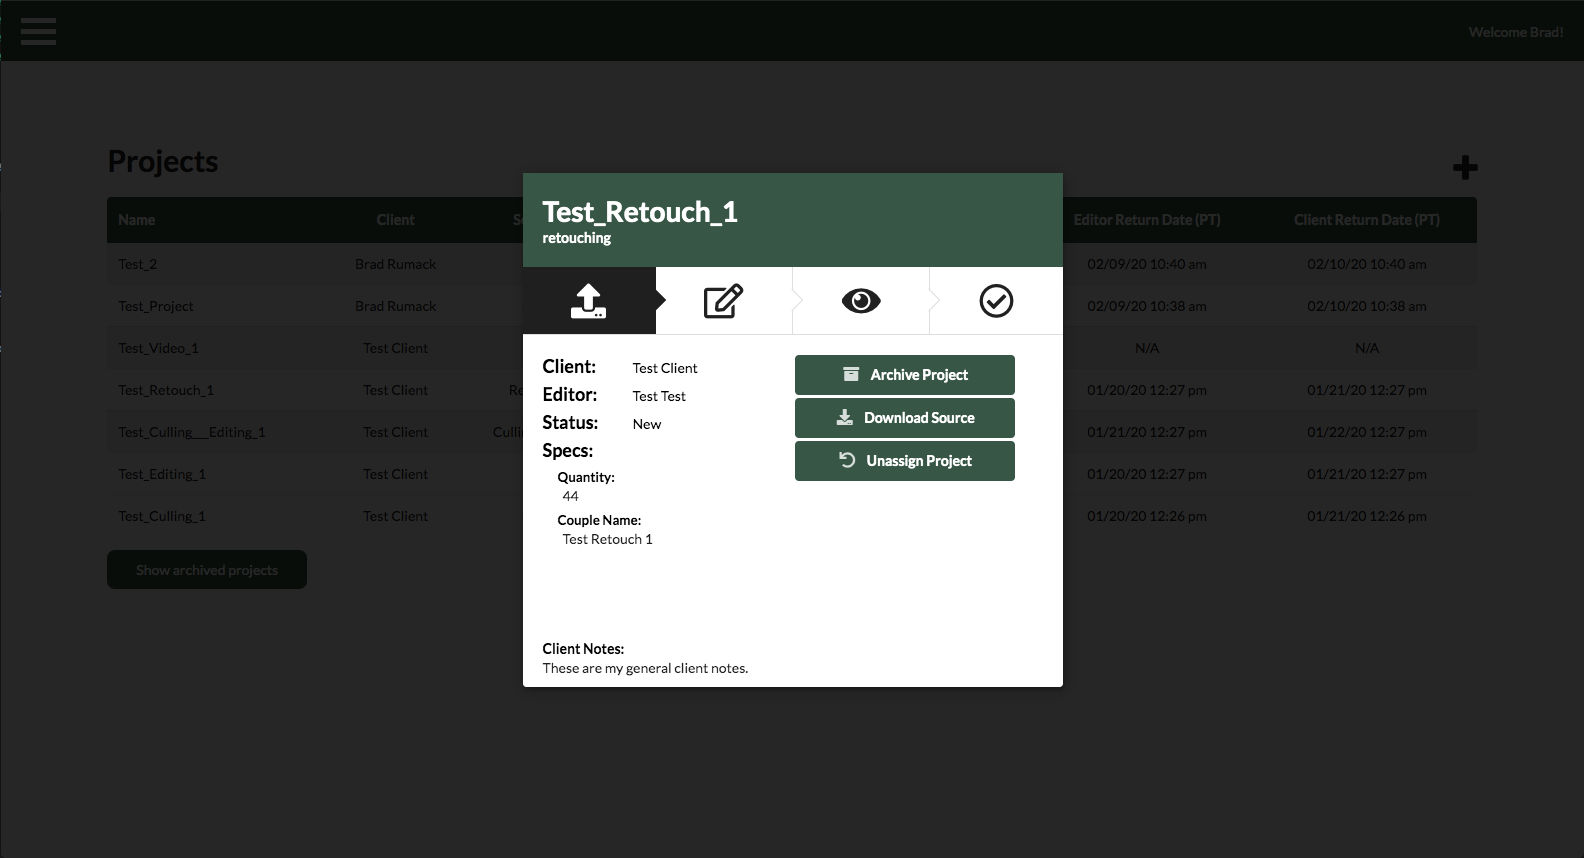 Welcome Brad!
Projects
Name Client Editor Return Date (PT) Client Return Date (PT)
Test_2 Brad Rumack 02/09/20 10:40 am 02/10/20 10:40 am
Test_Project Brad Rumack 02/09/20 10:38 am 02/10/20 10:38 am
Test_Video_1 Test Client N/A N/A
Test_Retouch_1 Test Client 01/20/20 12:27 pm 01/21/20 12:27 pm
Test_Culling___Editing_1 Test Client 01/21/20 12:27 pm 01/22/20 12:27 pm
Test_Editing_1 Test Client 01/20/20 12:27 pm 01/21/20 12:27 pm
Test_Culling_1 Test Client 01/20/20 12:26 pm 01/21/20 12:26 pm
Show archived projects
Test_Retouch_1
retouching
Client: Test Client
Editor: Test Test
Status: New
Specs:
Quantity:
44
Couple Name:
Test Retouch 1
Archive Project
Download Source
Unassign Project
Client Notes:
These are my general client notes.